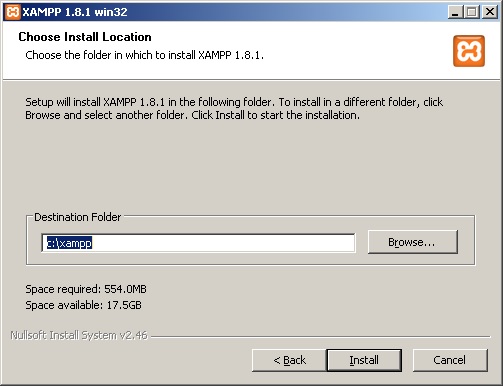 XAMPP 1.8.1 win32
Choose Install Location
Choose the folder in which to install XAMPP 1.8.1.
Setup will install XAMPP 1.8.1 in the following folder. To install in a different folder, click
Browse and select another folder. Click Install to start the installation.
Destination Folder
c:\xampp
Browse...
Space required: 554.0MB
Space available: 17.5GB
Nullsoft Install System v2.46
< Back
Install
Cancel